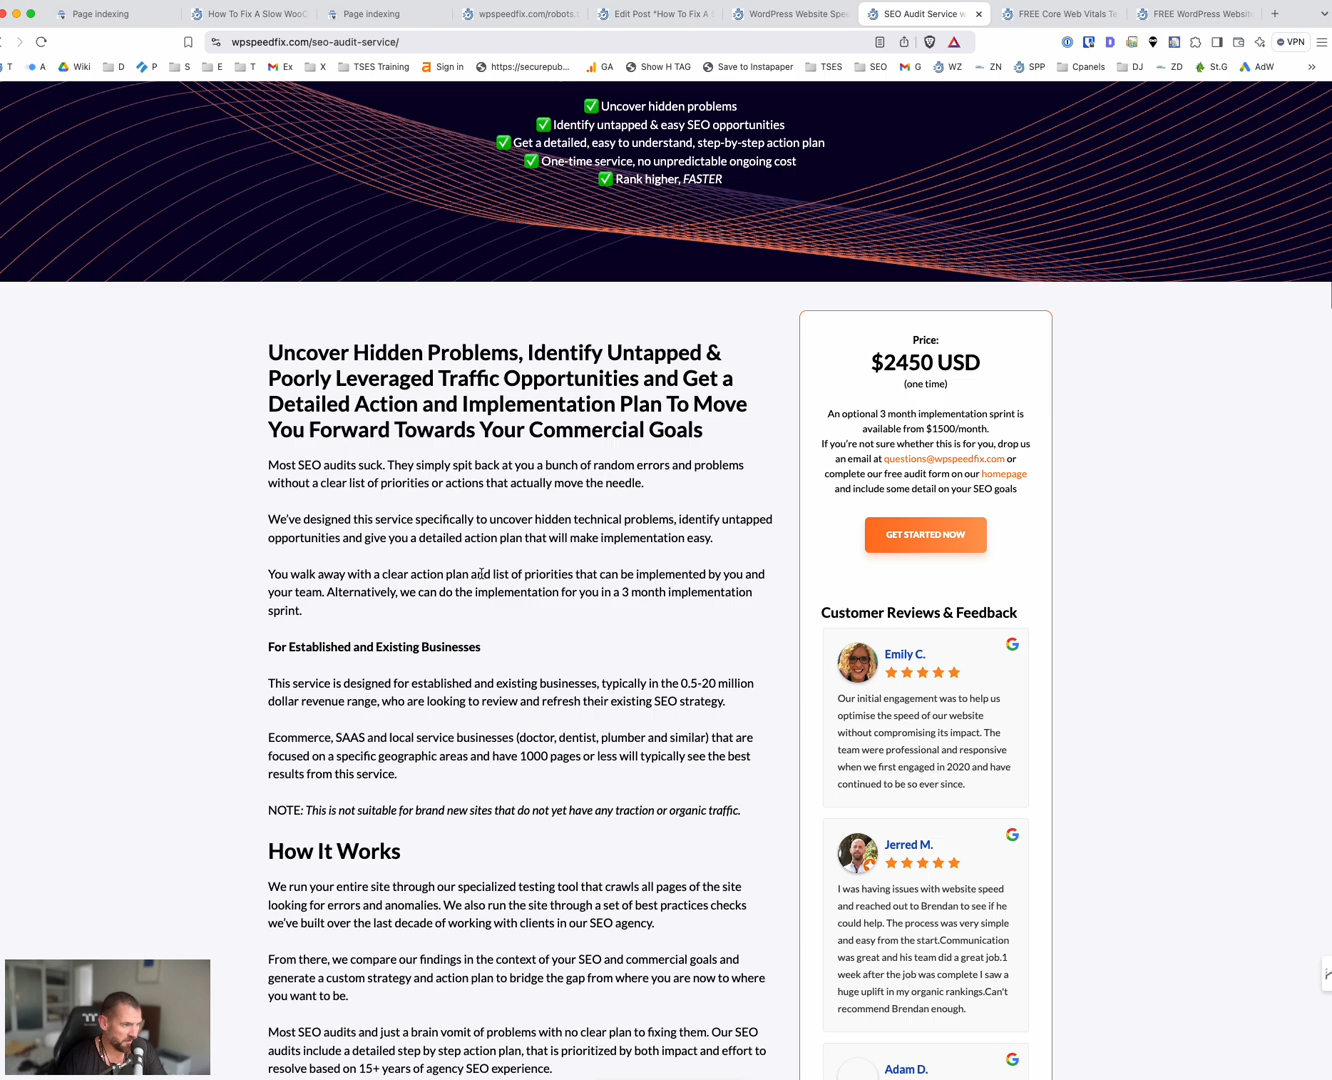 Page indexing
How To Fix A Slow WooC
Page indexing
wpspeedfix.com/robots.t
Edit Post "How To Fix A S
WordPress Website Spee
SEO Audit Service w
FREE Core Web Vitals Te
FREE WordPress Website
wpspeedfix.com/seo-audit-service/
VPN
T
A
Wiki
D
P
S
E
T
Ex
X
TSES Training
Sign in
https://securepub...
GA
Show H TAG
Save to Instapaper
TSES
SEO
G
WZ
ZN
SPP
Cpanels
DJ
ZD
St.G
AdW
»
✅ Uncover hidden problems
✅ Identify untapped & easy SEO opportunities
✅ Get a detailed, easy to understand, step-by-step action plan
✅ One-time service, no unpredictable ongoing cost
✅ Rank higher, FASTER
Uncover Hidden Problems, Identify Untapped &
Poorly Leveraged Traffic Opportunities and Get a
Detailed Action and Implementation Plan To Move
You Forward Towards Your Commercial Goals
Most SEO audits suck. They simply spit back at you a bunch of random errors and problems
without a clear list of priorities or actions that actually move the needle.
We've designed this service specifically to uncover hidden technical problems, identify untapped
opportunities and give you a detailed action plan that will make implementation easy.
You walk away with a clear action plan and list of priorities that can be implemented by you and
your team. Alternatively, we can do the implementation for you in a 3 month implementation
sprint.
For Established and Existing Businesses
This service is designed for established and existing businesses, typically in the 0.5-20 million
dollar revenue range, who are looking to review and refresh their existing SEO strategy.
Ecommerce, SAAS and local service businesses (doctor, dentist, plumber and similar) that are
focused on a specific geographic areas and have 1000 pages or less will typically see the best
results from this service.
NOTE: This is not suitable for brand new sites that do not yet have any traction or organic traffic.
How It Works
We run your entire site through our specialized testing tool that crawls all pages of the site
looking for errors and anomalies. We also run the site through a set of best practices checks
we've built over the last decade of working with clients in our SEO agency.
From there, we compare our findings in the context of your SEO and commercial goals and
generate a custom strategy and action plan to bridge the gap from where you are now to where
you want to be.
Most SEO audits and just a brain vomit of problems with no clear plan to fixing them. Our SEO
audits include a detailed step by step action plan, that is prioritized by both impact and effort to
resolve based on 15+ years of agency SEO experience.
Price:
$2450 USD
(one time)
An optional 3 month implementation sprint is
available from $1500/month.
If you're not sure whether this is for you, drop us
an email at questions@wpspeedfix.com or
complete our free audit form on our homepage
and include some detail on your SEO goals
GET STARTED NOW
Customer Reviews & Feedback
Emily C.
Our initial engagement was to help us
optimise the speed of our website
without compromising its impact. The
team were professional and responsive
when we first engaged in 2020 and have
continued to be so ever since.
Jerred M.
I was having issues with website speed
and reached out to Brendan to see if he
could help. The process was very simple
and easy from the start.Communication
was great and his team did a great job.1
week after the job was complete I saw a
huge uplift in my organic rankings.Can't
recommend Brendan enough.
Adam D.